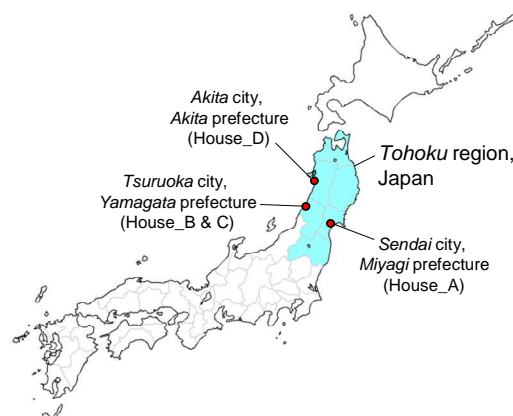 Akita city,
Akita prefecture
(House_D)
Tohoku region,
Japan
Tsuruoka city,
Yamagata prefecture
(House_B & C)
Sendai city,
Miyagi prefecture
(House_A)